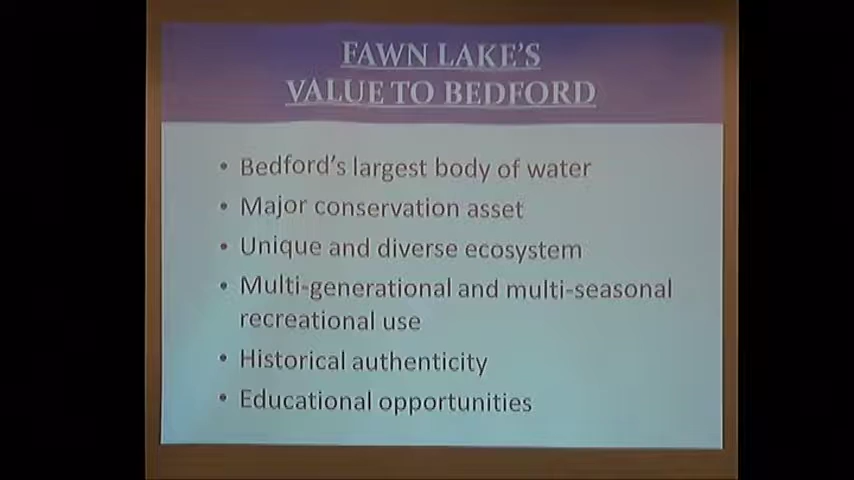 FAWN LAKE'S
VALUE TO BEDFORD
• Bedford's largest body of water
• Major conservation asset
• Unique and diverse ecosystem
• Multi-generational and multi-seasonal
recreational use
• Historical authenticity
• Educational opportunities